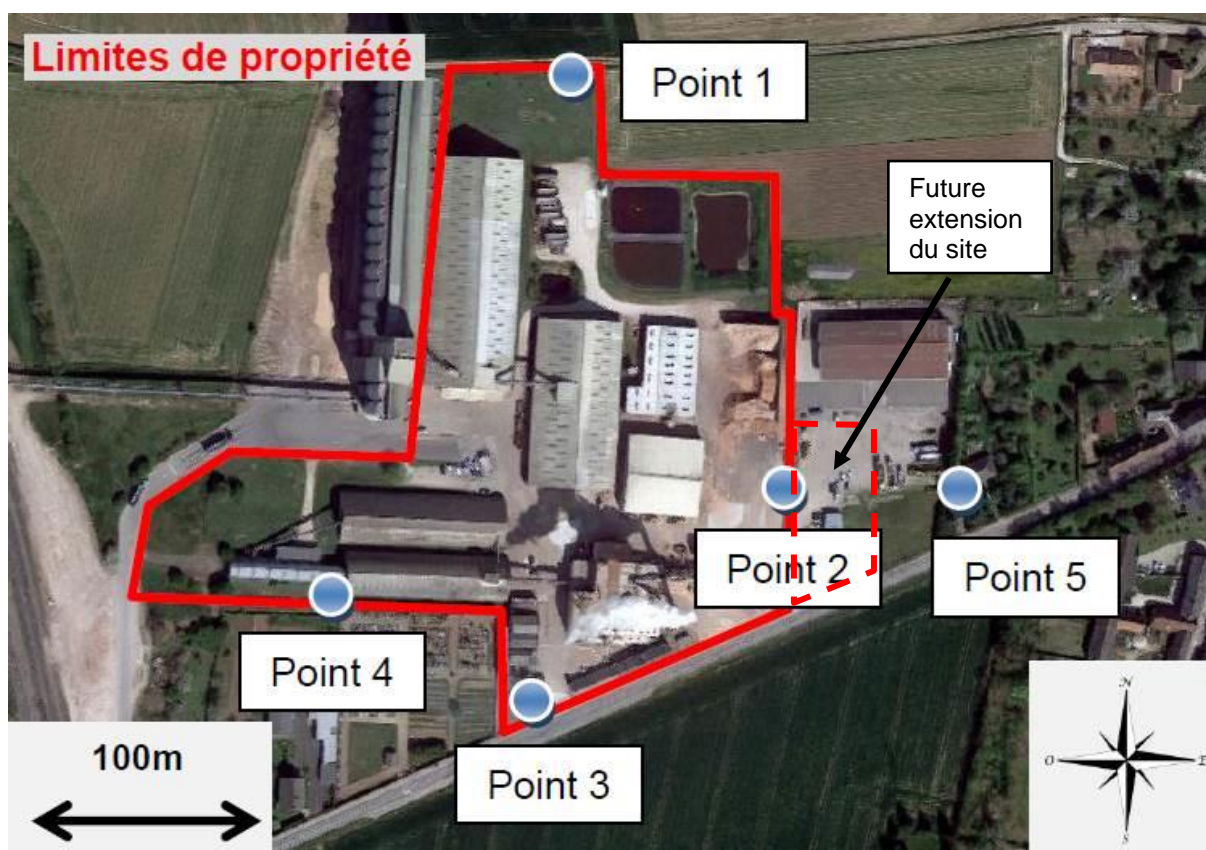 Limites de propriété
Point 1
Future
extension
du site
Point 2
Point 5
Point 4
Point 3
100m
N
O
E
S